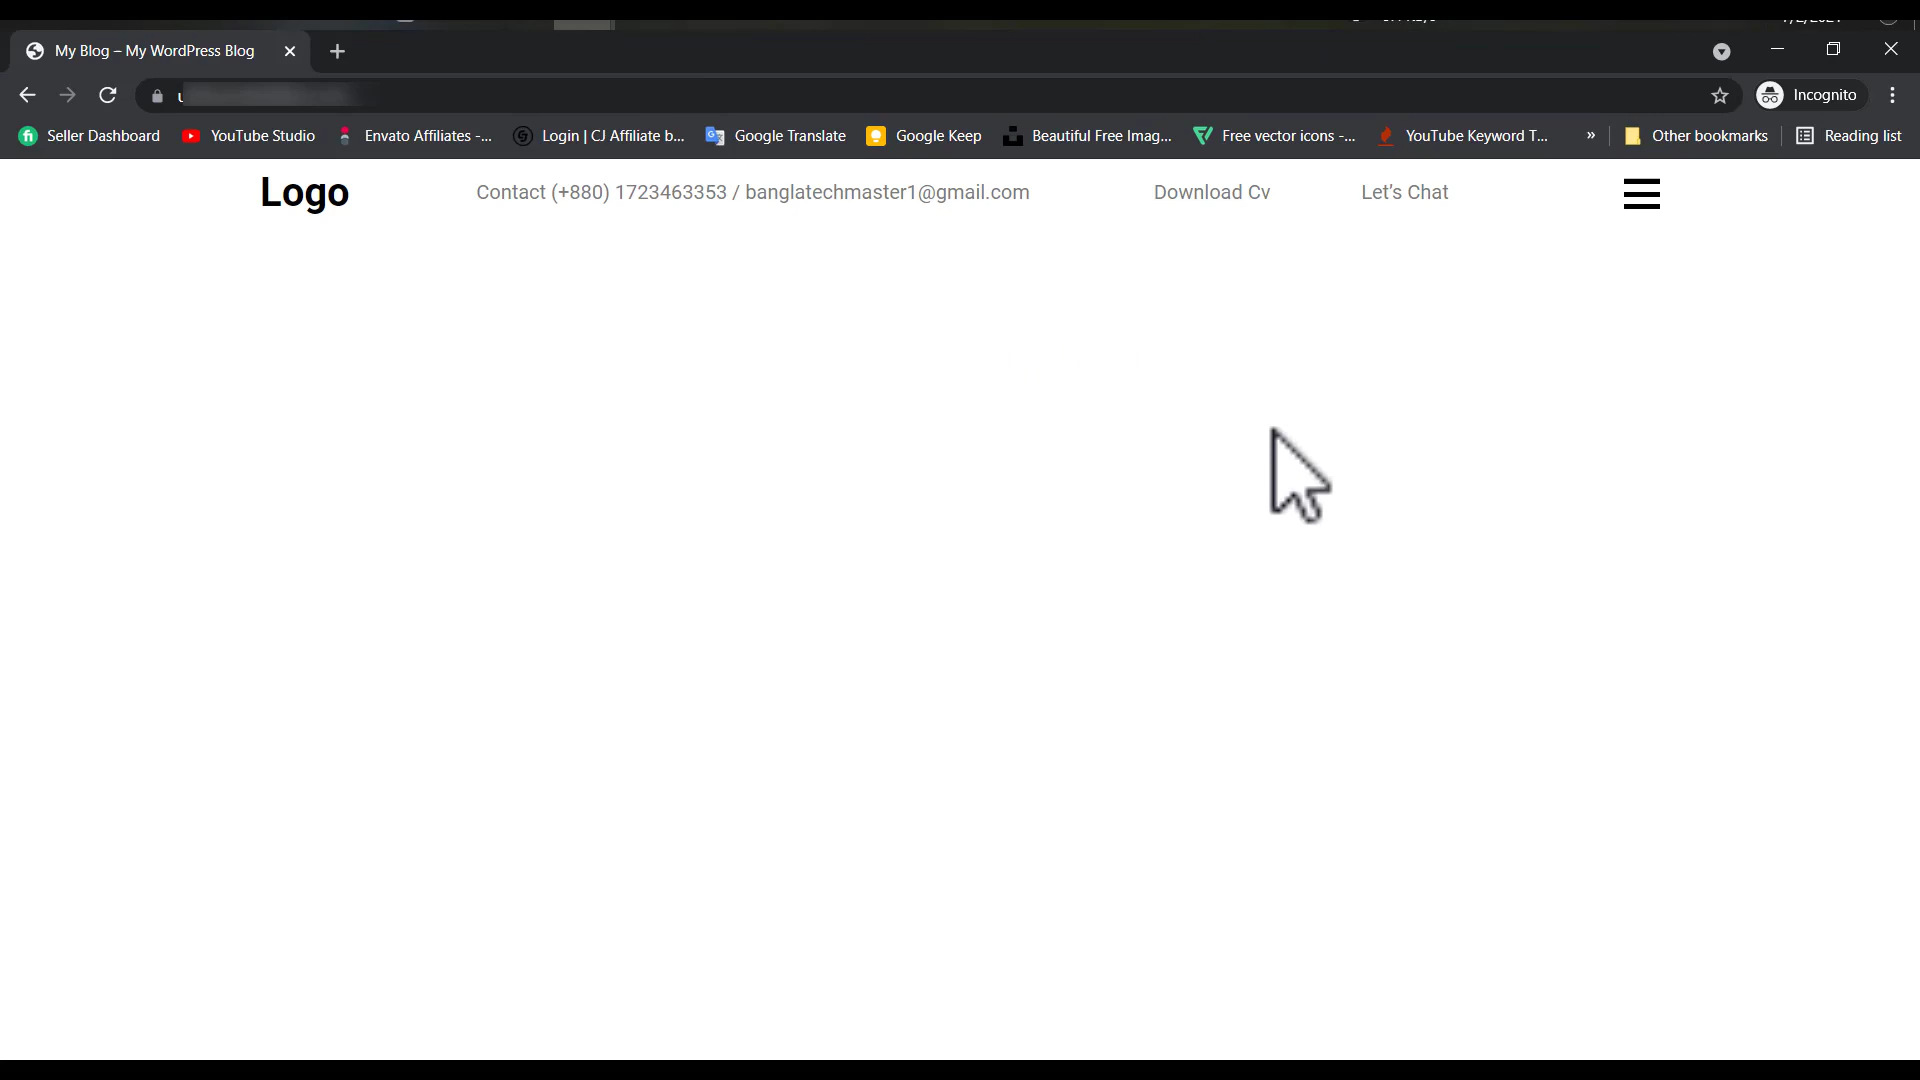 My Blog – My WordPress Blog
Incognito
Seller Dashboard YouTube Studio Envato Affiliates -... Login | CJ Affiliate b... Google Translate Google Keep Beautiful Free Imag... Free vector icons -... YouTube Keyword T... » Other bookmarks Reading list
Logo Contact (+880) 1723463353 / banglatechmaster1@gmail.com Download Cv Let’s Chat